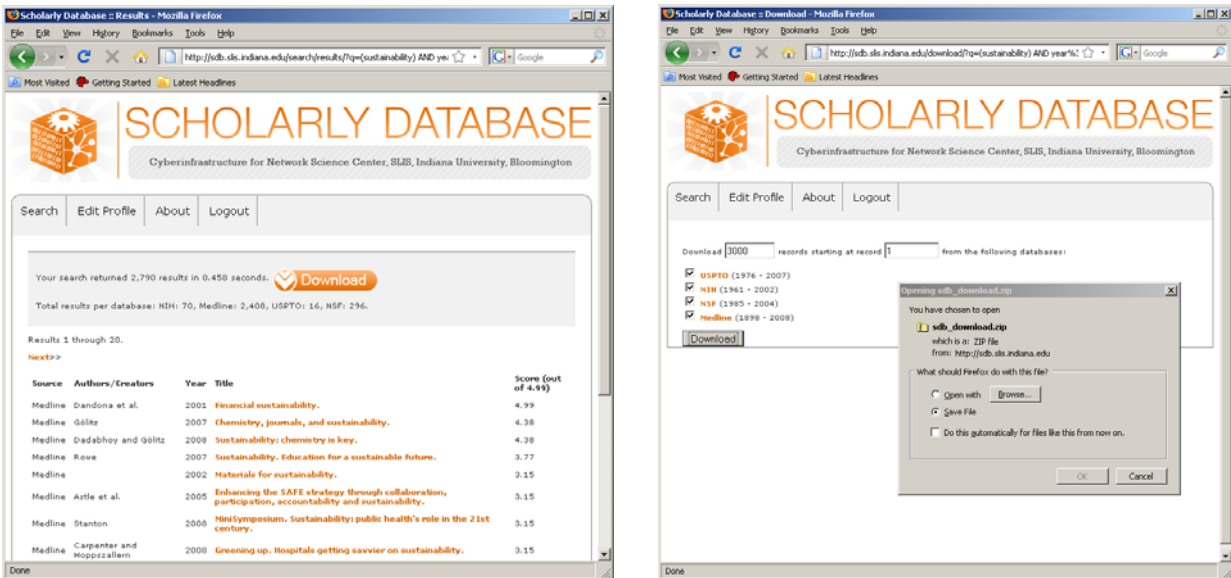 Scholarly Database :: Results - Mozilla Firefox
File Edit View History Bookmarks Tools Help
http://sdb.slis.indiana.edu/search/results/?q=(sustainability) AND ye
Google
Most Visited Getting Started Latest Headlines
SCHOLARLY DATABASE
Cyberinfrastructure for Network Science Center, SLIS, Indiana University, Bloomington
Search Edit Profile About Logout
Your search returned 2,790 results in 0.458 seconds. Download
Total results per database: NIH: 70, Medline: 2,408, USPTO: 16, NSF: 296.
Results 1 through 20.
Next>>
Source Authors/Creators Year Title Score (out of 4.99)
Medline Dandona et al. 2001 Financial sustainability. 4.99
Medline Gölitz 2007 Chemistry, journals, and sustainability. 4.38
Medline Dadabhoy and Gölitz 2008 Sustainability: chemistry is key. 4.38
Medline Rowe 2007 Sustainability. Education for a sustainable future. 3.77
Medline 2002 Materials for sustainability. 3.15
Medline Astle et al. 2005 Enhancing the SAFE strategy through collaboration, participation, accountability and sustainability. 3.15
Medline Stanton 2008 MiniSymposium. Sustainability: public health's role in the 21st century. 3.15
Medline Carpenter and Hoppszallern 2008 Greening up. Hospitals getting savvier on sustainability. 3.15
Done
Scholarly Database :: Download - Mozilla Firefox
File Edit View History Bookmarks Tools Help
http://sdb.slis.indiana.edu/download/?q=(sustainability) AND year%
Google
Most Visited Getting Started Latest Headlines
SCHOLARLY DATABASE
Cyberinfrastructure for Network Science Center, SLIS, Indiana University, Bloomington
Search Edit Profile About Logout
Download 3000 records starting at record 1 from the following databases:
USPTO (1976 - 2007)
NIH (1961 - 2002)
NSF (1985 - 2004)
Medline (1898 - 2008)
Download
Opening sdb_download.zip
You have chosen to open
sdb_download.zip
which is a: ZIP file
from: http://sdb.slis.indiana.edu
What should Firefox do with this file?
Open with Browse...
Save File
Do this automatically for files like this from now on.
OK Cancel
Done